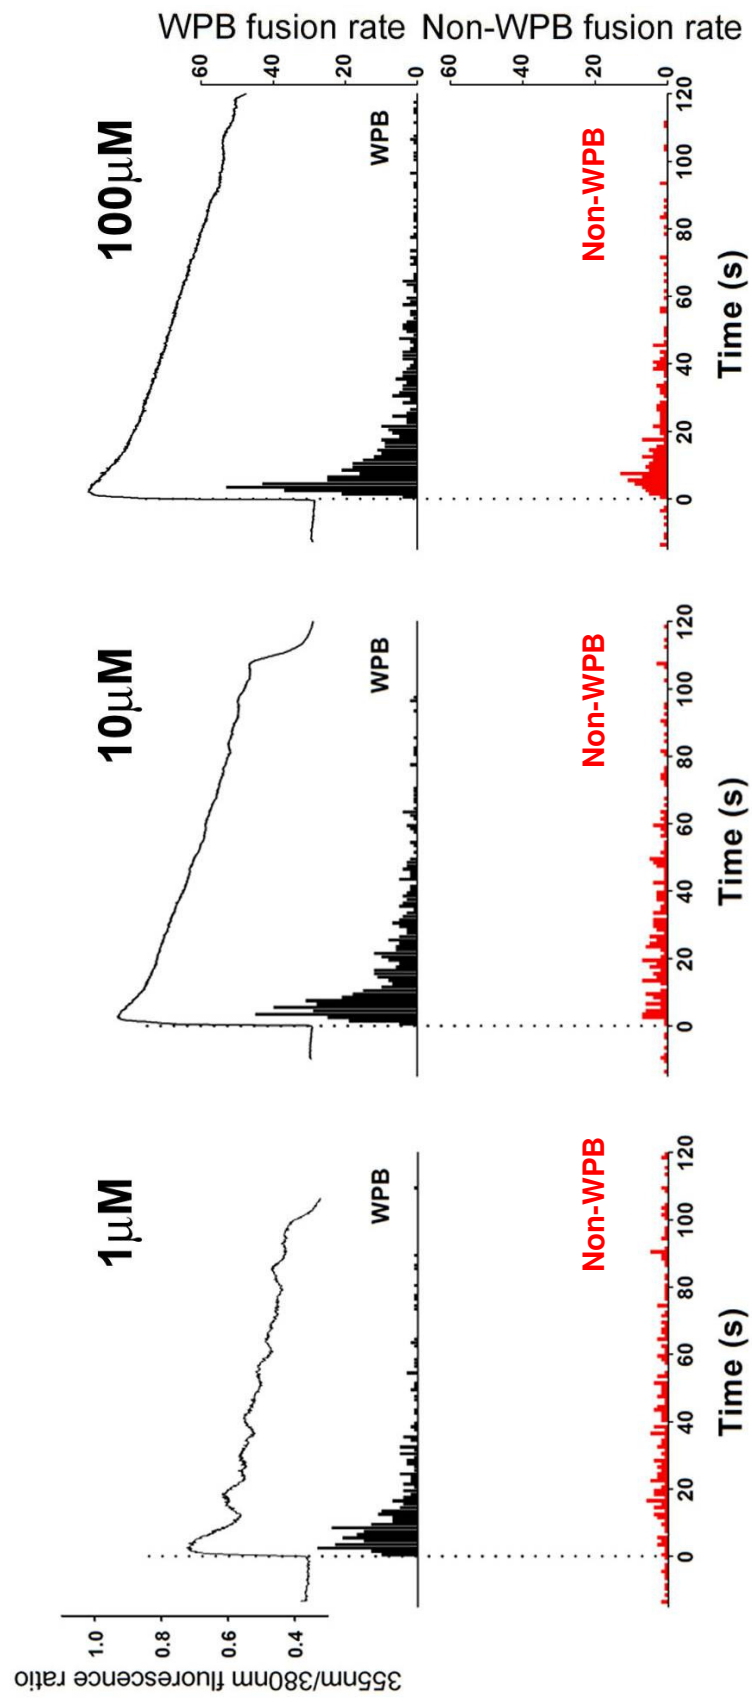 355nm/380nm fluorescence ratio
1.0
0.8
0.6
0.4
1µM
10µM
100µM
WPB
WPB
WPB
WPB fusion rate
60
40
20
0
Non-WPB
Non-WPB
Non-WPB
Non-WPB fusion rate
60
40
20
0
0 20 40 60 80 100 120
0 20 40 60 80 100 120
0 20 40 60 80 100 120
Time (s)
Time (s)
Time (s)